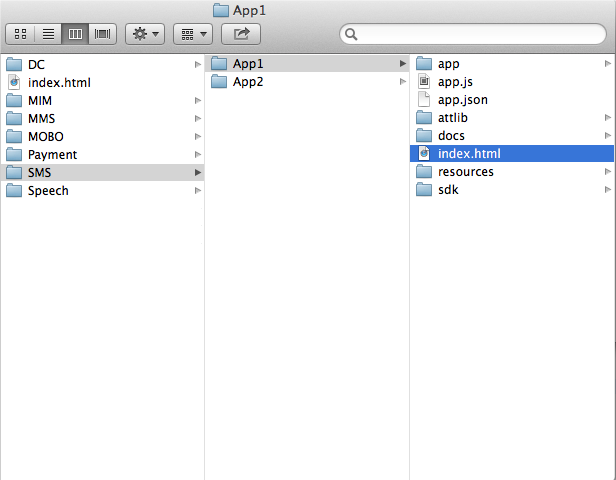 App1
DC
index.html
MIM
MMS
MOBO
Payment
SMS
Speech
App1
App2
app
app.js
app.json
attlib
docs
index.html
resources
sdk